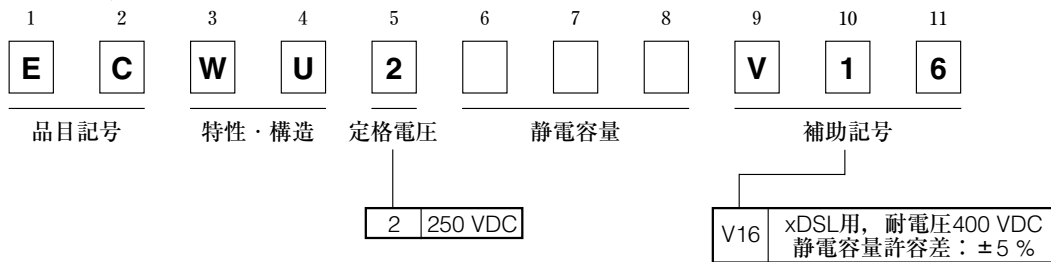 1 2 3 4 5 6 7 8 9 10 11
E C W U 2 V 1 6
品目記号 特性・構造 定格電圧 静電容量 補助記号
2 250 VDC
V16 xDSL用，耐電圧400 VDC
静電容量許容差：±5 %